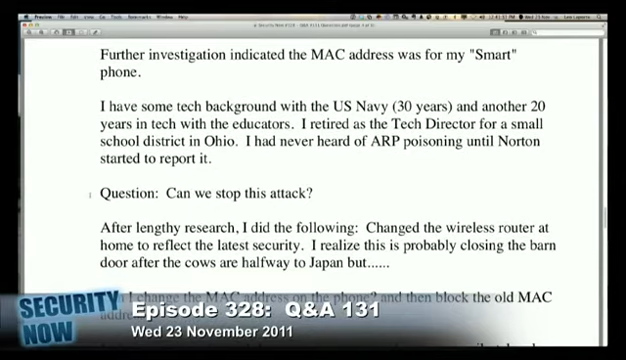 Further investigation indicated the MAC address was for my "Smart"
phone.
I have some tech background with the US Navy (30 years) and another 20
years in tech with the educators. I retired as the Tech Director for a small
school district in Ohio. I had never heard of ARP poisoning until Norton
started to report it.
Question: Can we stop this attack?
After lengthy research, I did the following: Changed the wireless router at
home to reflect the latest security. I realize this is probably closing the barn
door after the cows are halfway to Japan but......
I change the MAC address on the phone? and then block the old MAC
SECURITY
NOW
Episode 328: Q&A 131
Wed 23 November 2011